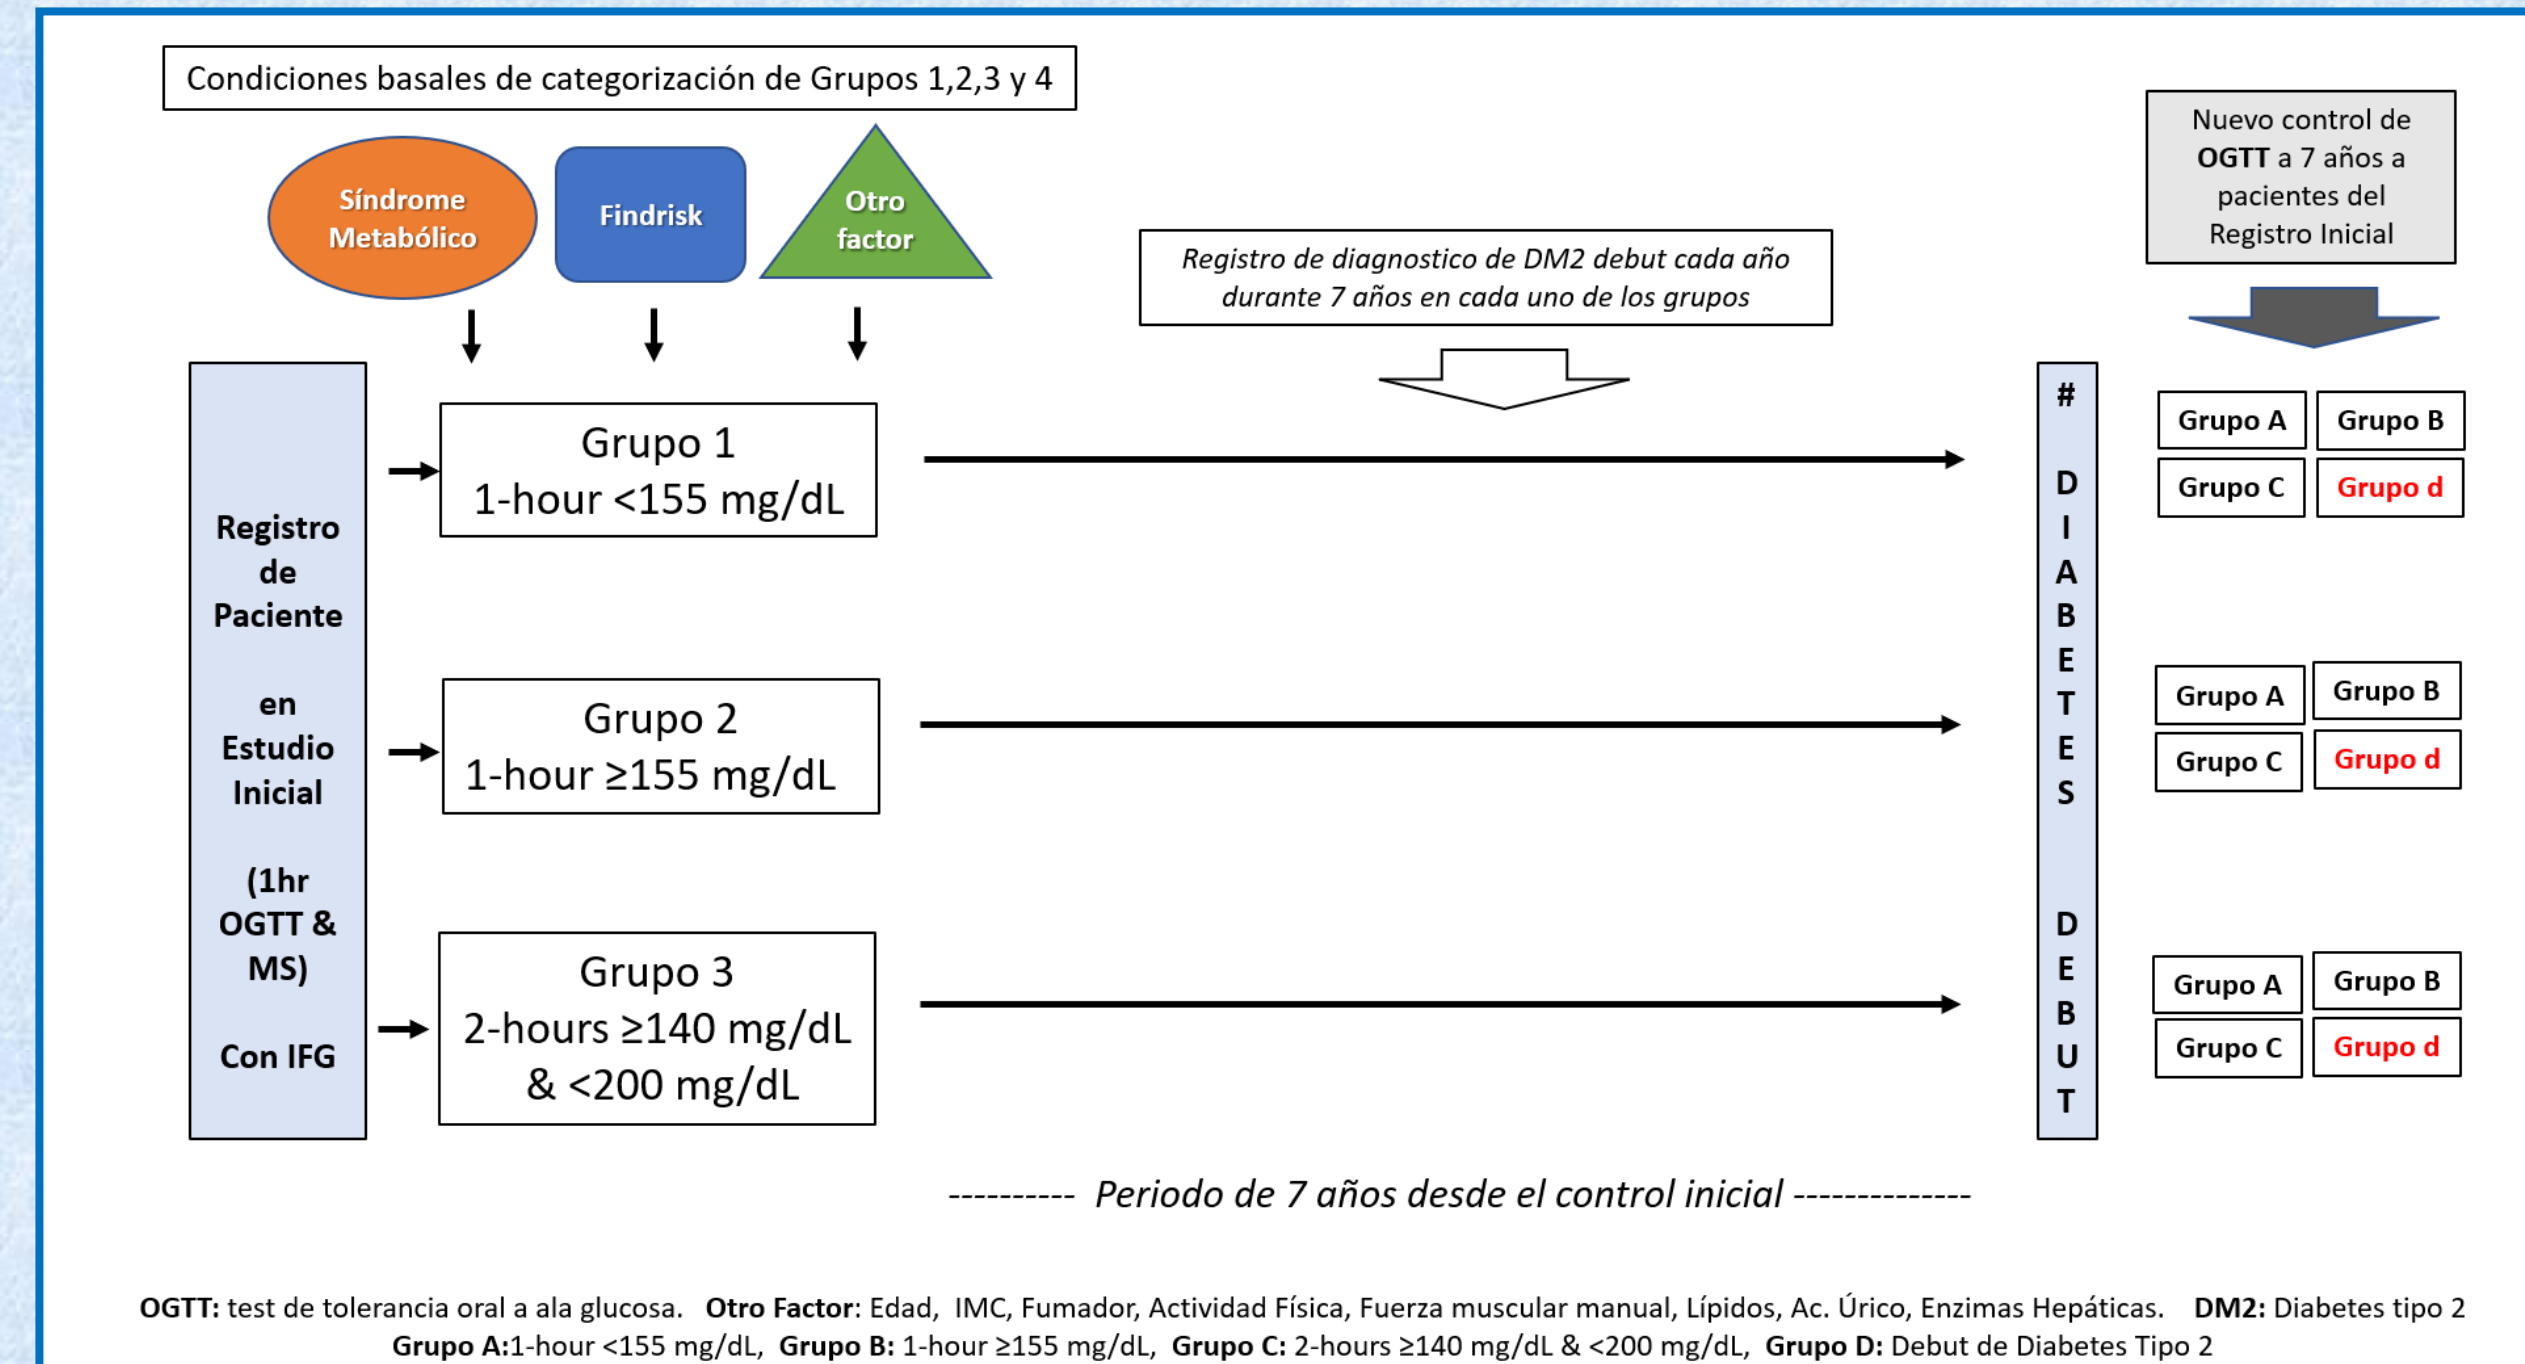 Condiciones basales de categorización de Grupos 1,2,3 y 4
Síndrome
Metabólico
Findrisk
Otro
factor
Nuevo control de
OGTT a 7 años a
pacientes del
Registro Inicial
Registro de diagnostico de DM2 debut cada año
durante 7 años en cada uno de los grupos
Registro
de
Paciente
en
Estudio
Inicial
(1hr
OGTT &
MS)
Con IFG
Grupo 1
1-hour <155 mg/dL
Grupo 2
1-hour ≥155 mg/dL
Grupo 3
2-hours ≥140 mg/dL
& <200 mg/dL
#
D
I
A
B
E
T
E
S
D
E
B
U
T
Grupo A
Grupo B
Grupo C
Grupo d
Grupo A
Grupo B
Grupo C
Grupo d
Grupo A
Grupo B
Grupo C
Grupo d
---------- Periodo de 7 años desde el control inicial --------------
OGTT: test de tolerancia oral a ala glucosa. Otro Factor: Edad, IMC, Fumador, Actividad Física, Fuerza muscular manual, Lípidos, Ac. Úrico, Enzimas Hepáticas. DM2: Diabetes tipo 2
Grupo A:1-hour <155 mg/dL, Grupo B: 1-hour ≥155 mg/dL, Grupo C: 2-hours ≥140 mg/dL & <200 mg/dL, Grupo D: Debut de Diabetes Tipo 2